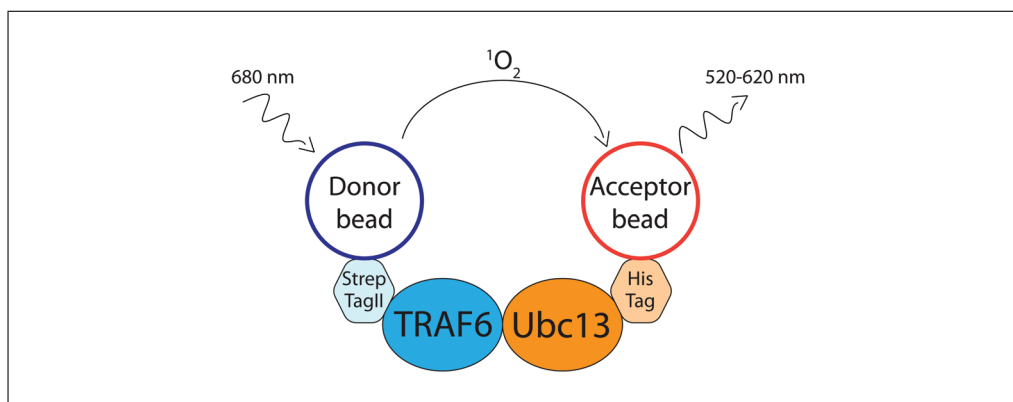 ¹O₂
680 nm
520-620 nm
Donor
bead
Acceptor
bead
Strep
TagII
His
Tag
TRAF6
Ubc13